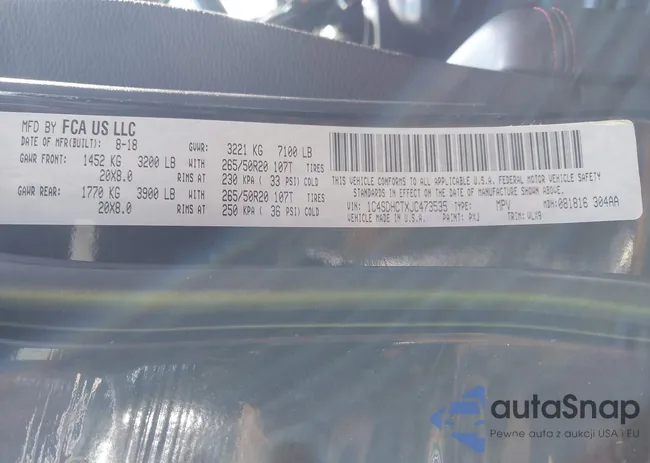 MFD BY FCA US LLC
DATE OF MFR(BUILT): 8-18 GVWR: 3221 KG 7100 LB
GAWR FRONT: 1452 KG 3200 LB WITH 265/50R20 107T TIRES
20X8.0 RIMS AT 230 KPA ( 33 PSI) COLD
GAWR REAR: 1770 KG 3900 LB WITH 265/50R20 107T TIRES
20X8.0 RIMS AT 250 KPA ( 36 PSI) COLD
THIS VEHICLE CONFORMS TO ALL APPLICABLE U.S.A. FEDERAL MOTOR VEHICLE SAFETY
STANDARDS IN EFFECT ON THE DATE OF MANUFACTURE SHOWN ABOVE.
VIN: 1C4SDHCTXJC473535 TYPE: MPV MDH: 081816 304AA
PAINT: PXJ TRIM: VLX9
autaSnap
Pewne auta z aukcji USA i EU